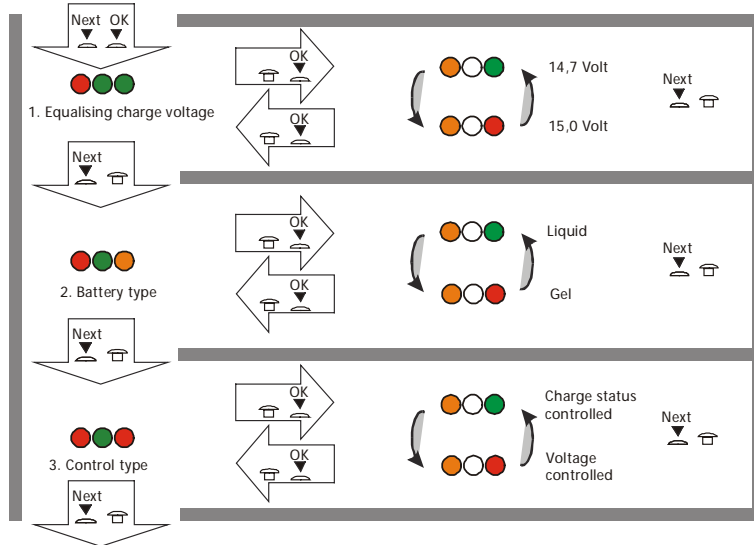 Next OK
1. Equalising charge voltage
OK
OK
14,7 Volt
15,0 Volt
Next
Next
2. Battery type
OK
OK
Liquid
Gel
Next
Next
3. Control type
OK
OK
Charge status
controlled
Voltage
controlled
Next
Next